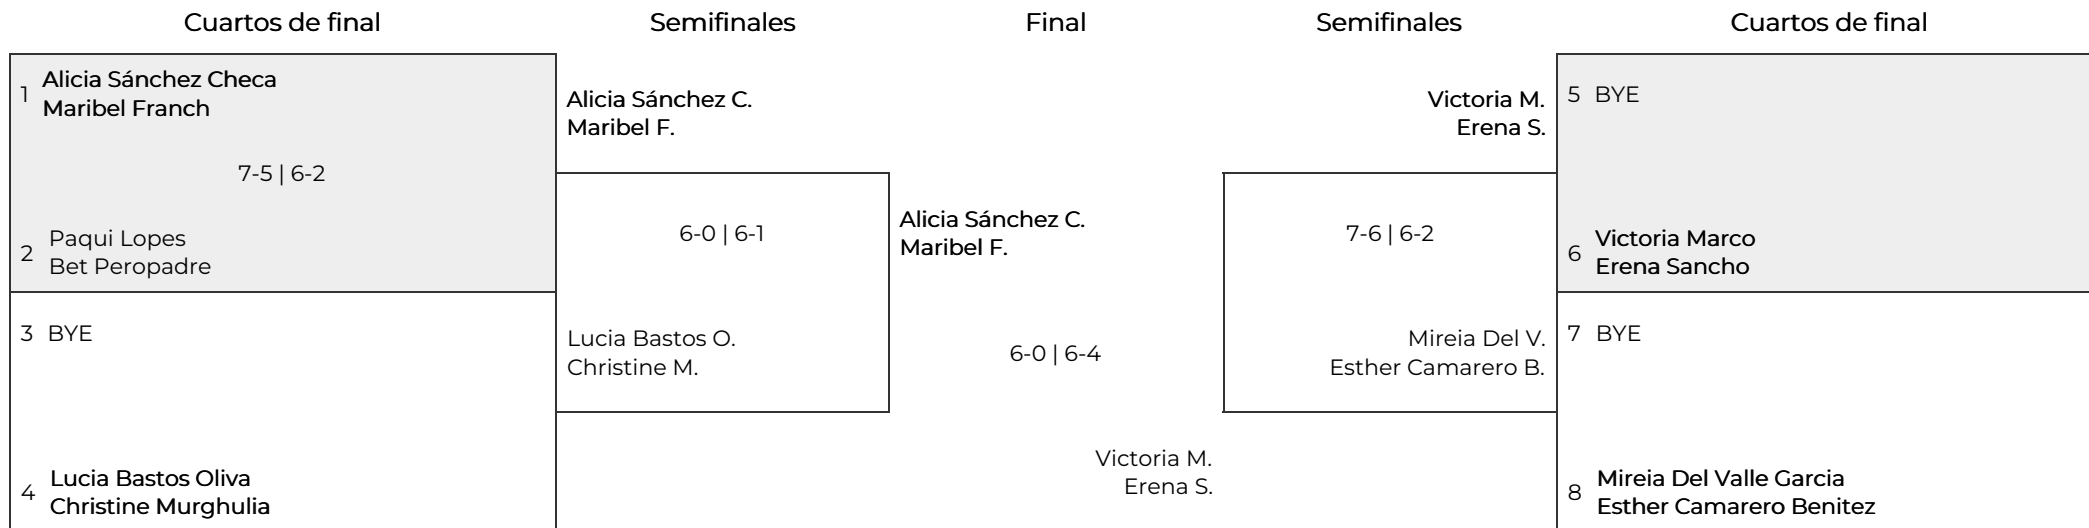 Cuartos de final
Semifinales
Final
Semifinales
Cuartos de final
1
Alicia Sánchez Checa
Maribel Franch
7-5 | 6-2
2
Paqui Lopes
Bet Peropadre
3 BYE
4
Lucia Bastos Oliva
Christine Murghulia
Alicia Sánchez C.
Maribel F.
6-0 | 6-1
Lucia Bastos O.
Christine M.
Alicia Sánchez C.
Maribel F.
6-0 | 6-4
Victoria M.
Erena S.
Victoria M.
Erena S.
7-6 | 6-2
Mireia Del V.
Esther Camarero B.
5 BYE
6
Victoria Marco
Erena Sancho
7 BYE
8
Mireia Del Valle Garcia
Esther Camarero Benitez